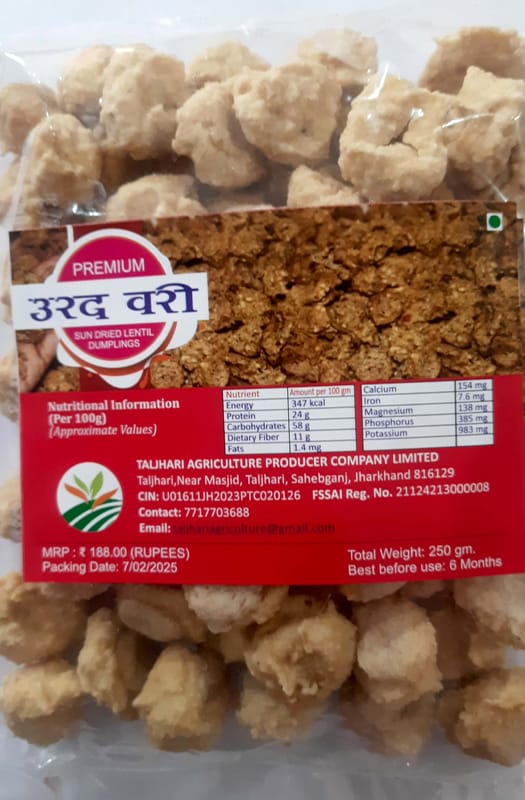 PREMIUM
उरद वरी
SUN DRIED LENTIL
DUMPLINGS
Nutritional Information
(Per 100g)
(Approximate Values)
Nutrient Amount per 100 gm
Energy 347 kcal
Protein 24 g
Carbohydrates 58 g
Dietary Fiber 11 g
Fats 1.4 mg
Calcium 154 mg
Iron 7.6 mg
Magnesium 138 mg
Phosphorus 385 mg
Potassium 983 mg
TALJHARI AGRICULTURE PRODUCER COMPANY LIMITED
Taljhari,Near Masjid, Taljhari, Sahebganj, Jharkhand 816129
CIN: U01611JH2023PTC020126 FSSAI Reg. No. 21124213000008
Contact: 7717703688
Email: taljhariagriculture@gmail.com
MRP : ₹ 188.00 (RUPEES)
Packing Date: 7/02/2025
Total Weight: 250 gm.
Best before use: 6 Months